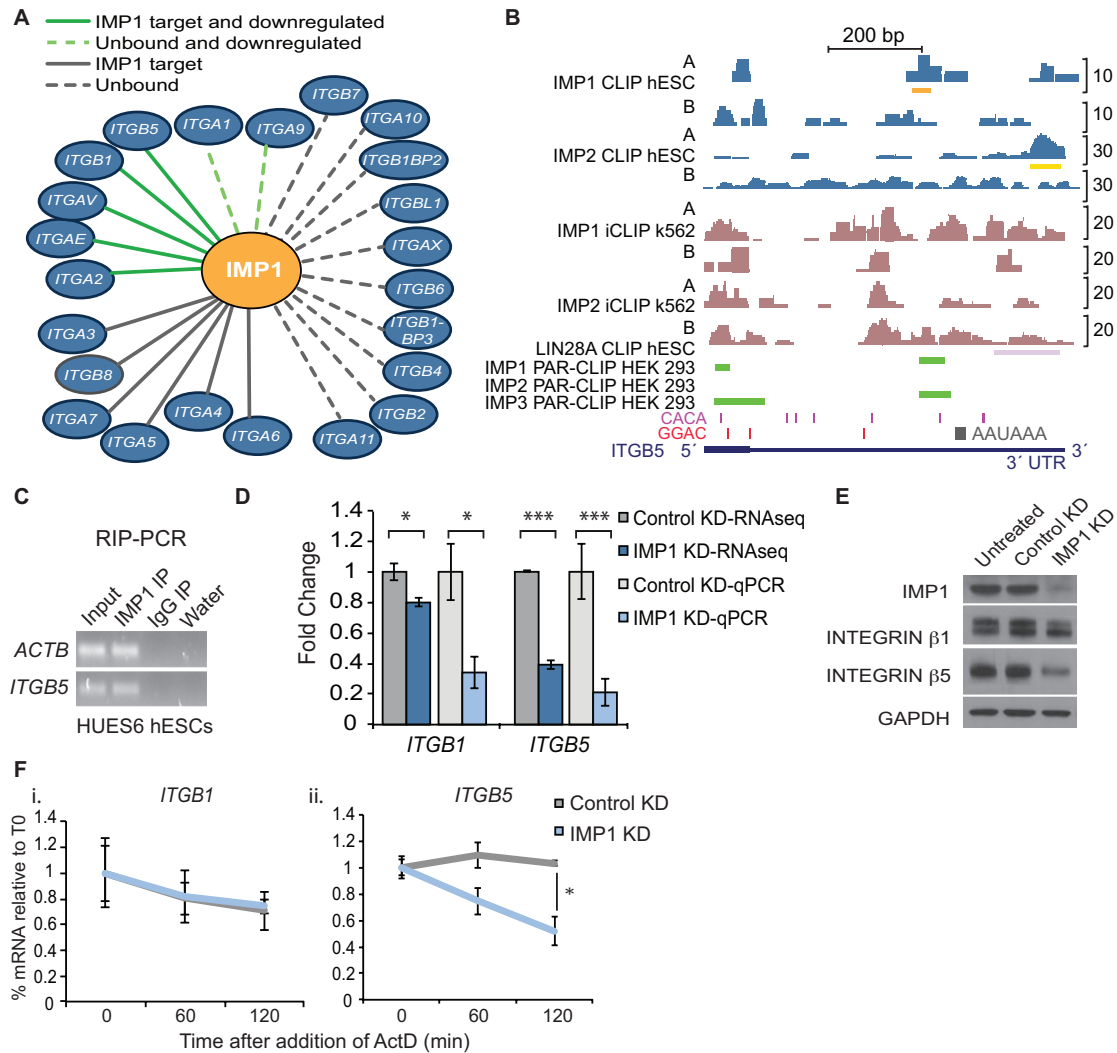 A
IMP1 target and downregulated
Unbound and downregulated
IMP1 target
Unbound
ITGB7
ITGA9
ITGA1
ITGB5
ITGB1
ITGAV
ITGAE
ITGA2
ITGA3
ITGB8
ITGA7
ITGA5
ITGA4
ITGA6
ITGA11
ITGB2
ITGB4
ITGB1-
BP3
ITGB6
ITGAX
ITGBL1
ITGB1BP2
ITGA10
IMP1
B
200 bp
A
IMP1 CLIP hESC
10
B
10
A
IMP2 CLIP hESC
30
B
30
A
IMP1 iCLIP k562
20
B
20
A
IMP2 iCLIP k562
B
20
LIN28A CLIP hESC
IMP1 PAR-CLIP HEK 293
IMP2 PAR-CLIP HEK 293
IMP3 PAR-CLIP HEK 293
CACA
GGAC
AAUAAA
ITGB5 5´ 3´
3´ UTR
C
RIP-PCR
Input
IMP1 IP
IgG IP
Water
ACTB
ITGB5
HUES6 hESCs
D
Fold Change
1.4
1.2
1
0.8
0.6
0.4
0.2
0
* * *** ***
ITGB1 ITGB5
Control KD-RNAseq
IMP1 KD-RNAseq
Control KD-qPCR
IMP1 KD-qPCR
E
Untreated
Control KD
IMP1 KD
IMP1
INTEGRIN β1
INTEGRIN β5
GAPDH
F
i.
ITGB1
% mRNA relative to T0
1.4
1.2
1
0.8
0.6
0.4
0.2
0
0 60 120
ii.
ITGB5
1.4
1.2
1
0.8
0.6
0.4
0.2
0
*
0 60 120
Control KD
IMP1 KD
Time after addition of ActD (min)